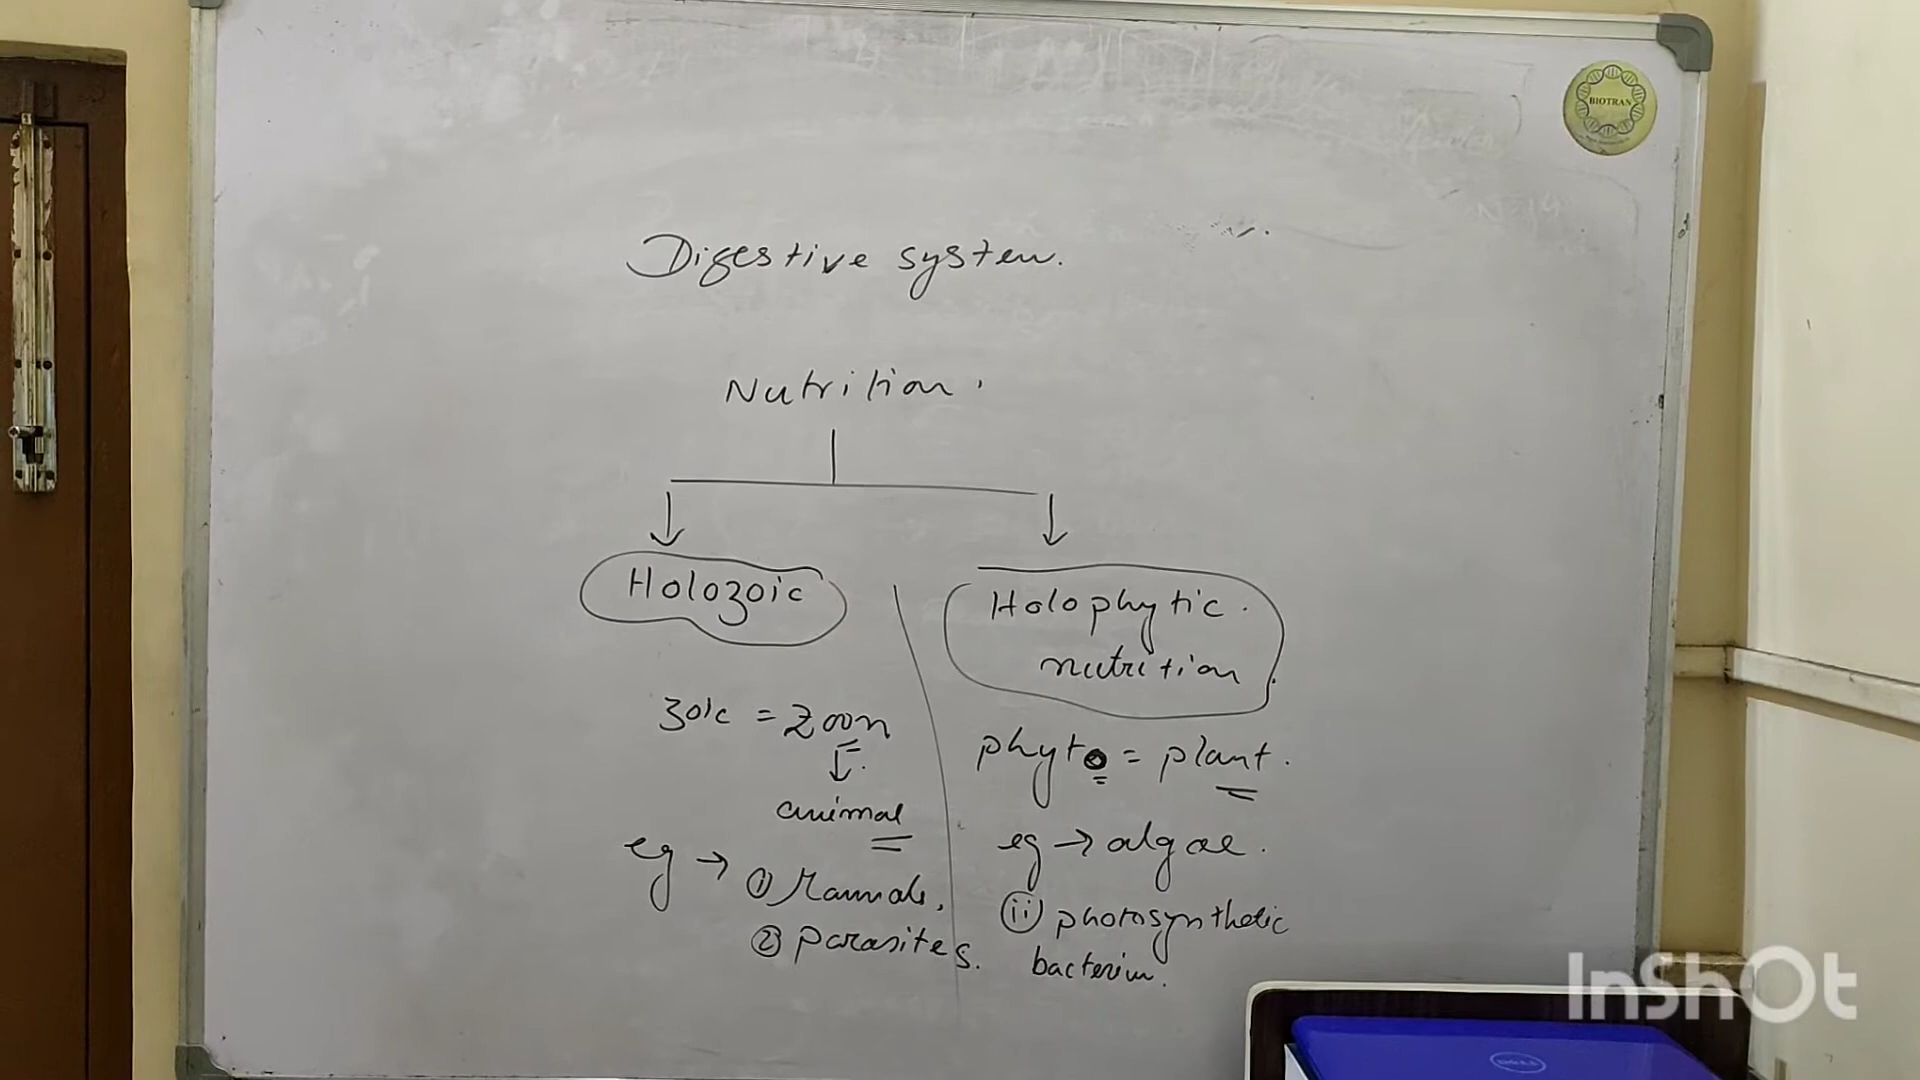 BIOTRAN
Digestive system.
Nutrition.
Holozoic
zoic = zoon
animal
eg → ① Mammals,
② parasites.
Holophytic.
nutrition.
phyto = plant.
eg → algae.
(ii) photosynthetic
bacterium.
InShOt
DELL